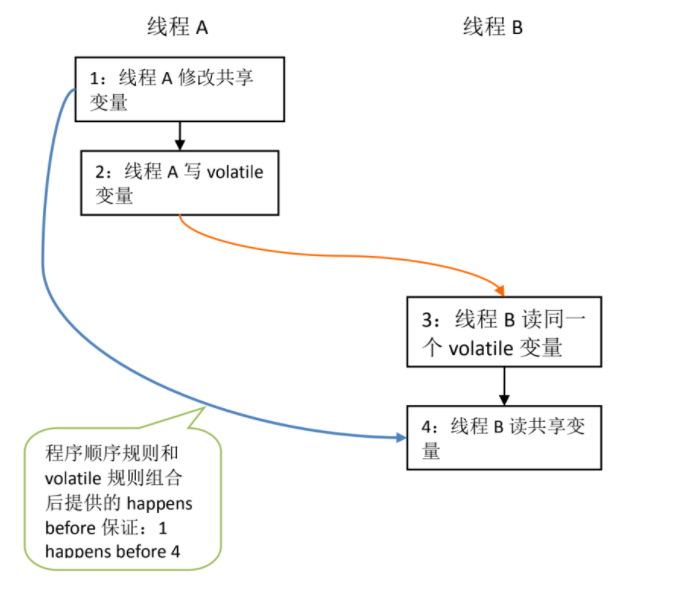 线程 A
线程 B
1：线程 A 修改共享
变量
2：线程 A 写 volatile
变量
3：线程 B 读同一
个 volatile 变量
4：线程 B 读共享变
量
程序顺序规则和
volatile 规则组合
后提供的 happens
before 保证：1
happens before 4